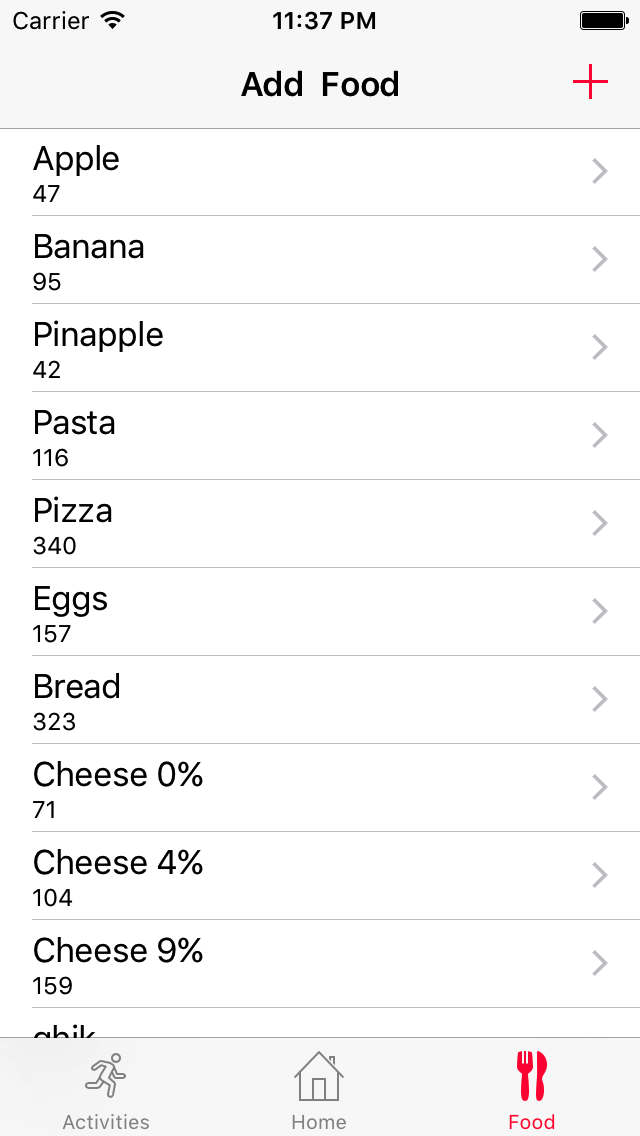 Carrier 11:37 PM
Add Food
Apple
47
Banana
95
Pinapple
42
Pasta
116
Pizza
340
Eggs
157
Bread
323
Cheese 0%
71
Cheese 4%
104
Cheese 9%
159
Activities Home Food